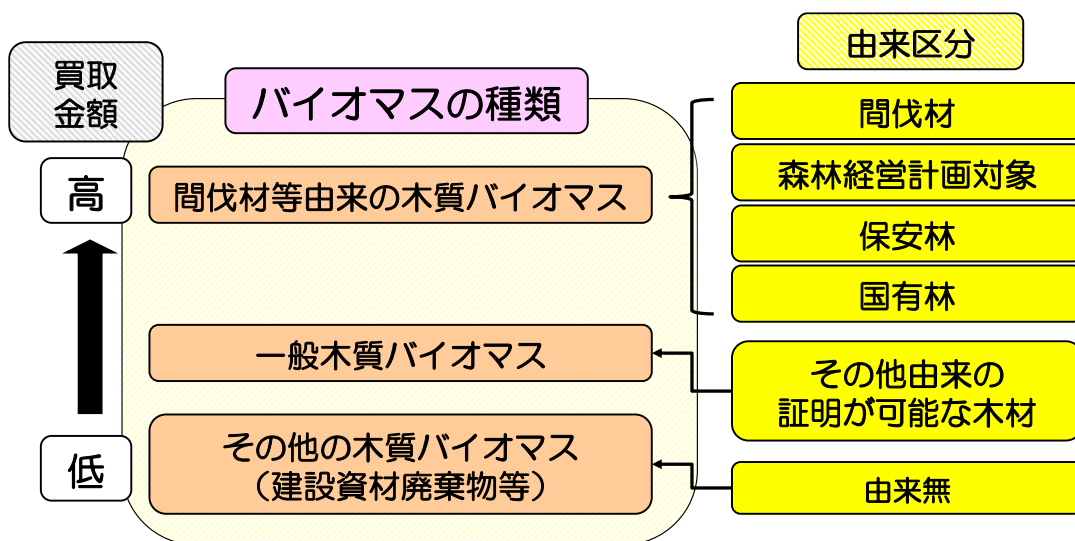 由来区分
買取
金額
バイオマスの種類
間伐材
高
間伐材等由来の木質バイオマス
森林経営計画対象
保安林
国有林
一般木質バイオマス
その他由来の
証明が可能な木材
低
その他の木質バイオマス
（建設資材廃棄物等）
由来無